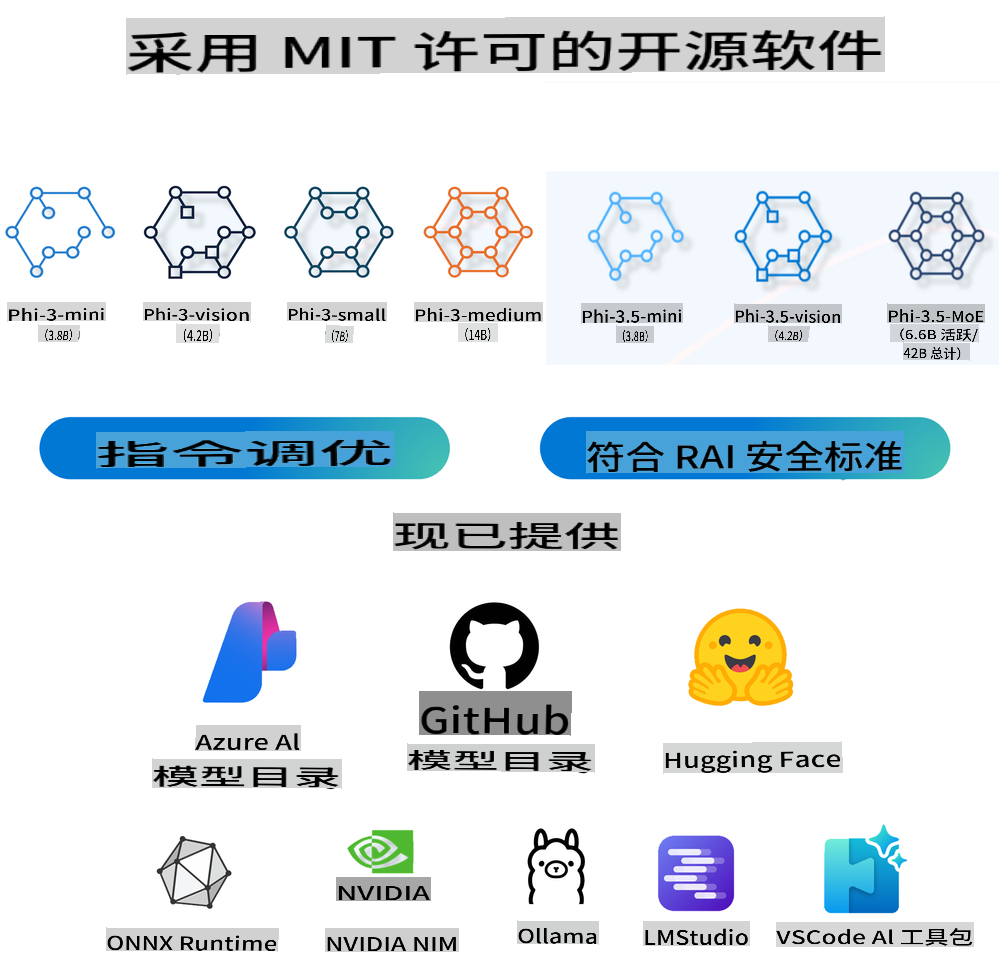 采用 MIT 许可的开源软件
Phi-3-mini
(3.8B)
Phi-3-vision
(4.2B)
Phi-3-small
(7B)
Phi-3-medium
(14B)
Phi-3.5-mini
(3.8B)
Phi-3.5-vision
(4.2B)
Phi-3.5-MoE
（6.6B 活跃/
42B 总计）
指令调优
符合 RAI 安全标准
现已提供
Azure Al
模型目录
GitHub
模型目录
Hugging Face
ONNX Runtime
NVIDIA
NVIDIA NIM
Ollama
LMStudio
VSCode Al 工具包